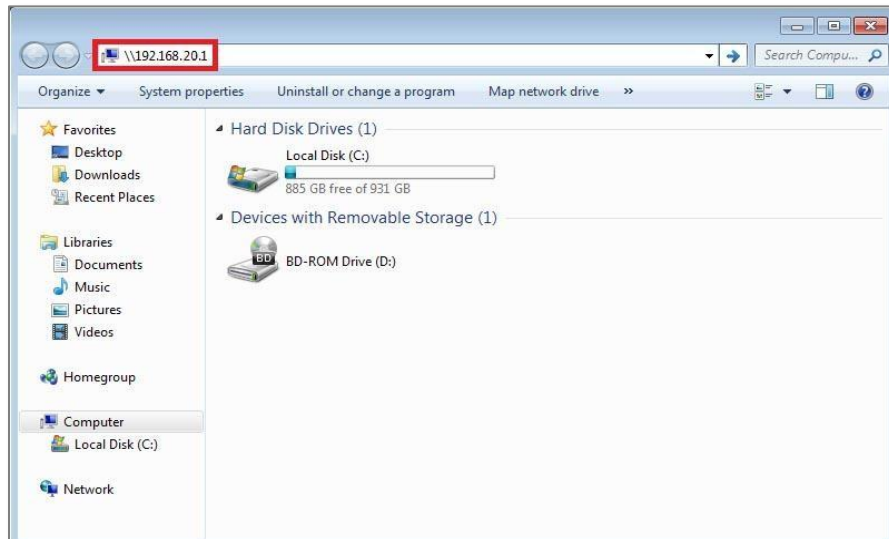 \\192.168.20.1
Search Compu...
Organize
System properties
Uninstall or change a program
Map network drive
»
Favorites
Desktop
Downloads
Recent Places
Libraries
Documents
Music
Pictures
Videos
Homegroup
Computer
Local Disk (C:)
Network
Hard Disk Drives (1)
Local Disk (C:)
885 GB free of 931 GB
Devices with Removable Storage (1)
BD
BD-ROM Drive (D:)